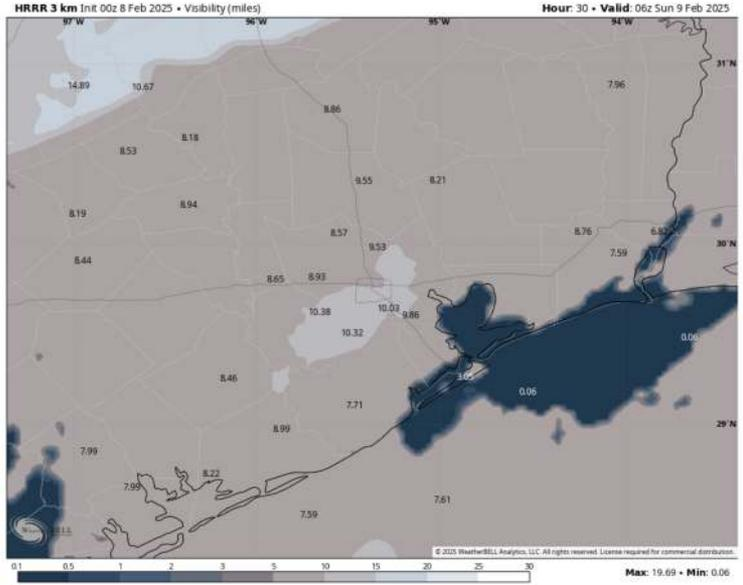 HRRR 3 km Init 00z 8 Feb 2025 • Visibility (miles)
Hour: 30 • Valid: 06z Sun 9 Feb 2025
97°W 96°W 95°W 94°W
31°N
14.89 10.67 7.96
8.86
8.18
8.53
9.55 8.21
8.94
8.19
8.57 8.76 6.82
30°N
9.53
7.59
8.44
8.65 8.93
10.38 10.03 9.86
10.32
0.06
8.46 3.05
0.06
7.71
8.99
29°N
7.99
8.22
7.99
7.61
7.59
© 2025 WeatherBELL Analytics, LLC. All rights reserved. License required for commercial distribution.
0.1 0.5 1 2 3 5 10 15 20 25 30
Max: 19.69 • Min: 0.06